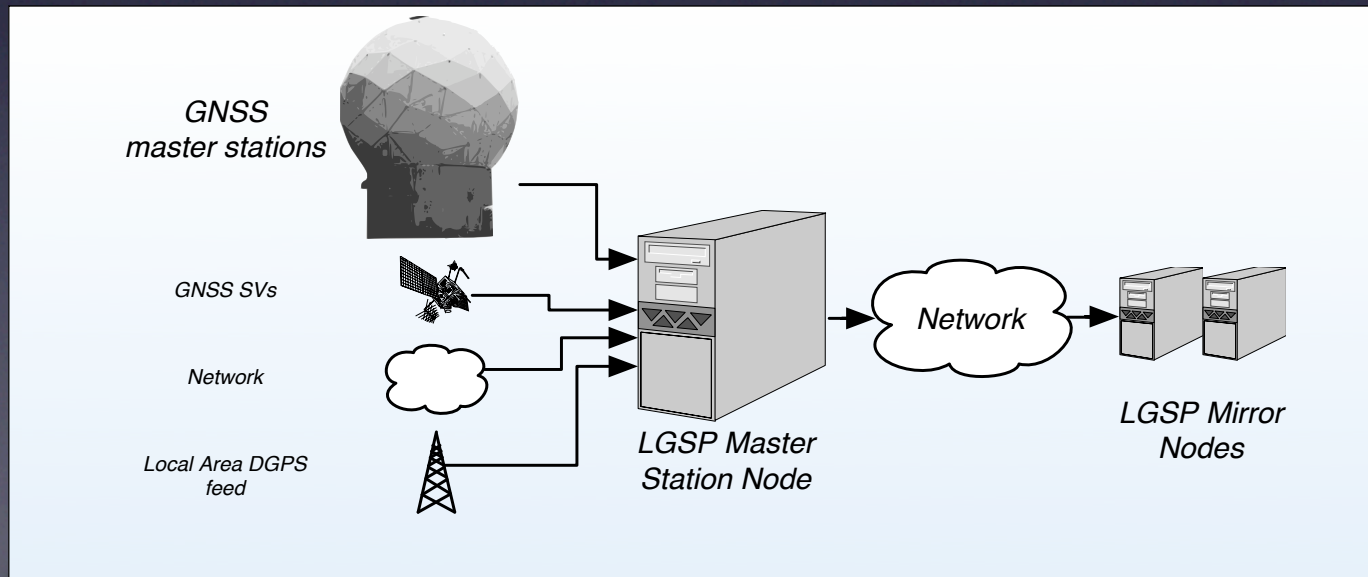 GNSS
master stations
GNSS SVs
Network
Local Area DGPS
feed
LGSP Master
Station Node
Network
LGSP Mirror
Nodes